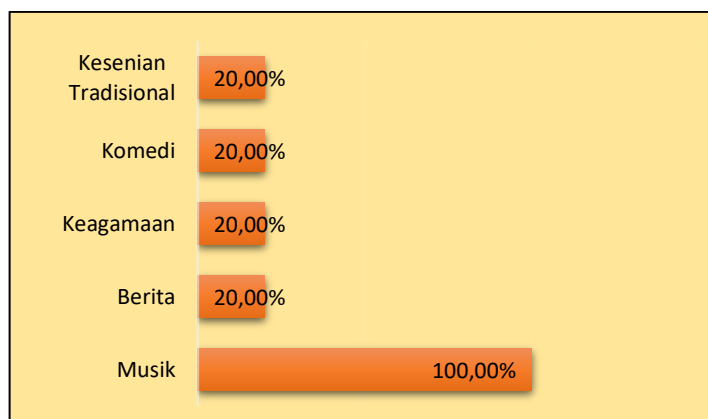 Kesenian
Tradisional
20,00%
Komedi
20,00%
Keagamaan
20,00%
Berita
20,00%
Musik
100,00%